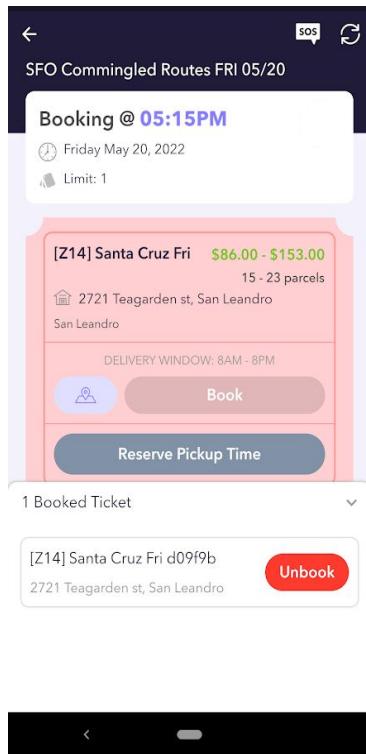 SOS
SFO Commingled Routes FRI 05/20
Booking @ 05:15PM
Friday May 20, 2022
Limit: 1
[Z14] Santa Cruz Fri $86.00 - $153.00
15 - 23 parcels
2721 Teagarden st, San Leandro
San Leandro
DELIVERY WINDOW: 8AM - 8PM
Book
Reserve Pickup Time
1 Booked Ticket
[Z14] Santa Cruz Fri d09f9b
Unbook
2721 Teagarden st, San Leandro